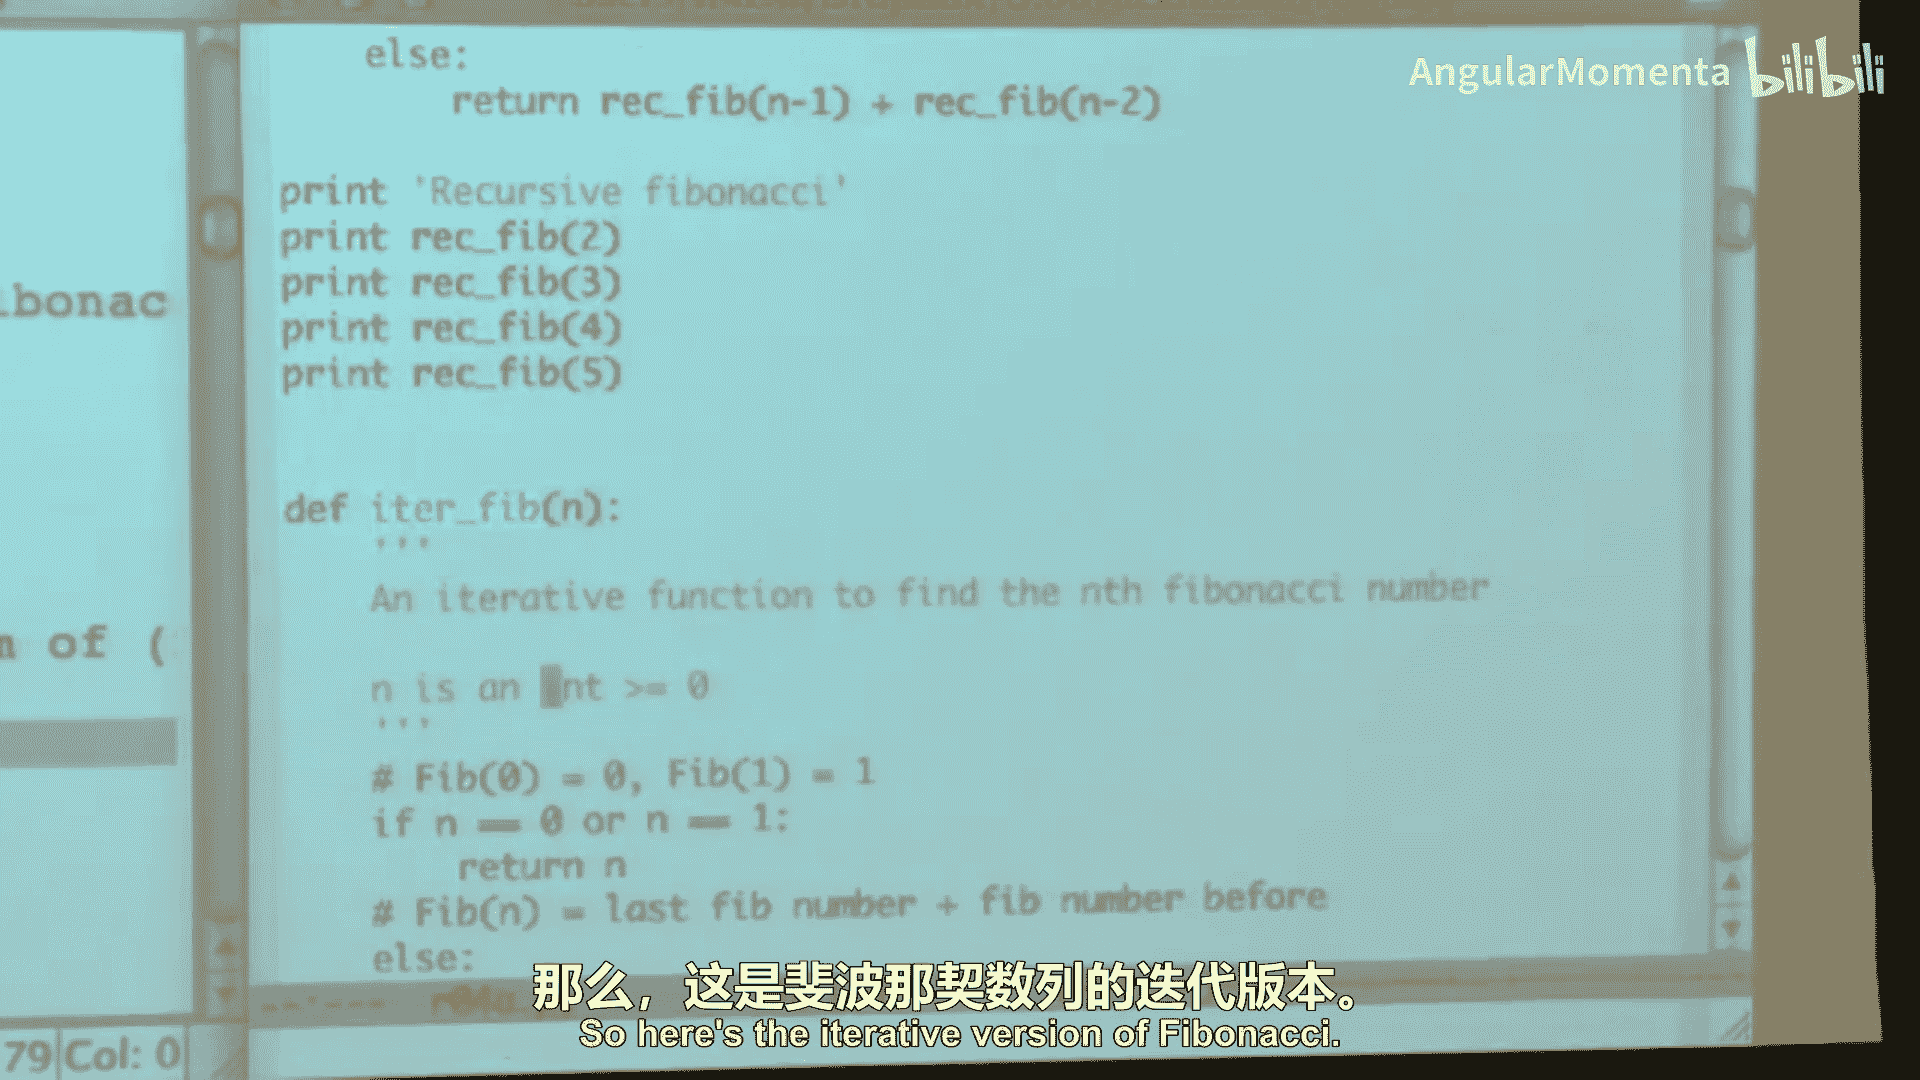 else:
return rec_fib(n-1) + rec_fib(n-2)
AngularMomenta bilibili
print 'Recursive fibonacci'
print rec_fib(2)
print rec_fib(3)
print rec_fib(4)
print rec_fib(5)
ibonac
def iter_fib(n):
'''
An iterative function to find the nth fibonacci number
m of (
n is an nt >= 0
'''
# Fib(0) = 0, Fib(1) = 1
if n == 0 or n == 1:
return n
# Fib(n) = last fib number + fib number before
else:
那么，这是斐波那契数列的迭代版本。
So here's the iterative version of Fibonacci.
79 Col: 0